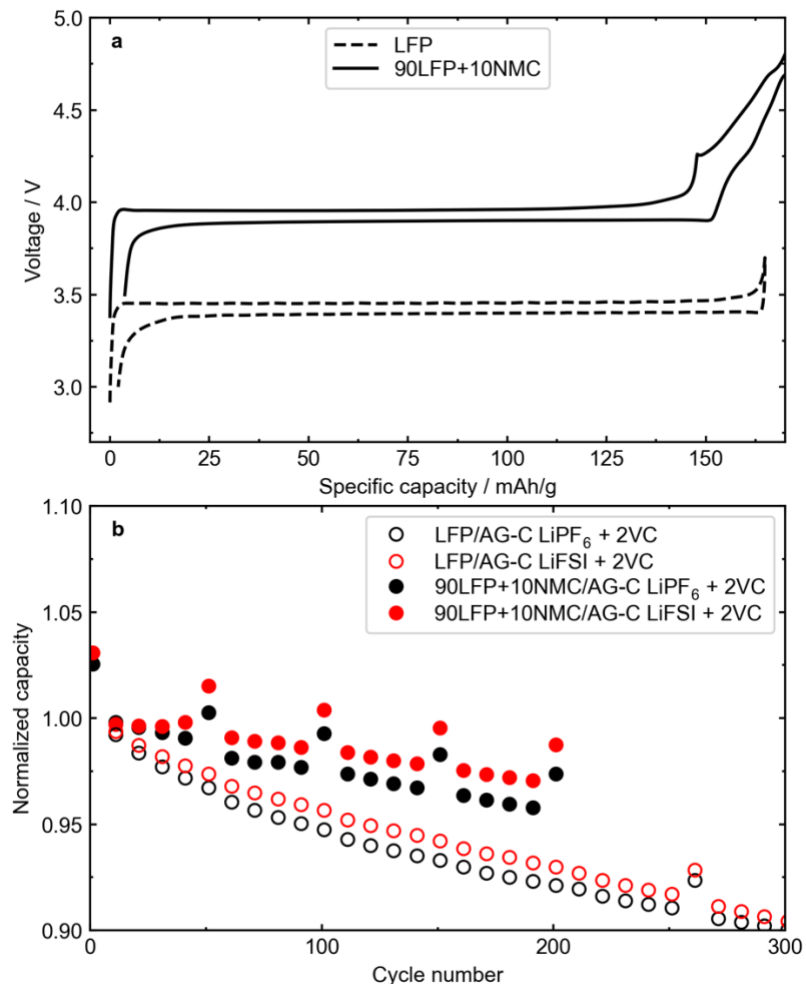 a
LFP
90LFP+10NMC
5.0
4.5
4.0
3.5
3.0
Voltage / V
0 25 50 75 100 125 150
Specific capacity / mAh/g
b
LFP/AG-C LiPF₆ + 2VC
LFP/AG-C LiFSI + 2VC
90LFP+10NMC/AG-C LiPF₆ + 2VC
90LFP+10NMC/AG-C LiFSI + 2VC
1.10
1.05
1.00
0.95
0.90
Normalized capacity
0 100 200 300
Cycle number